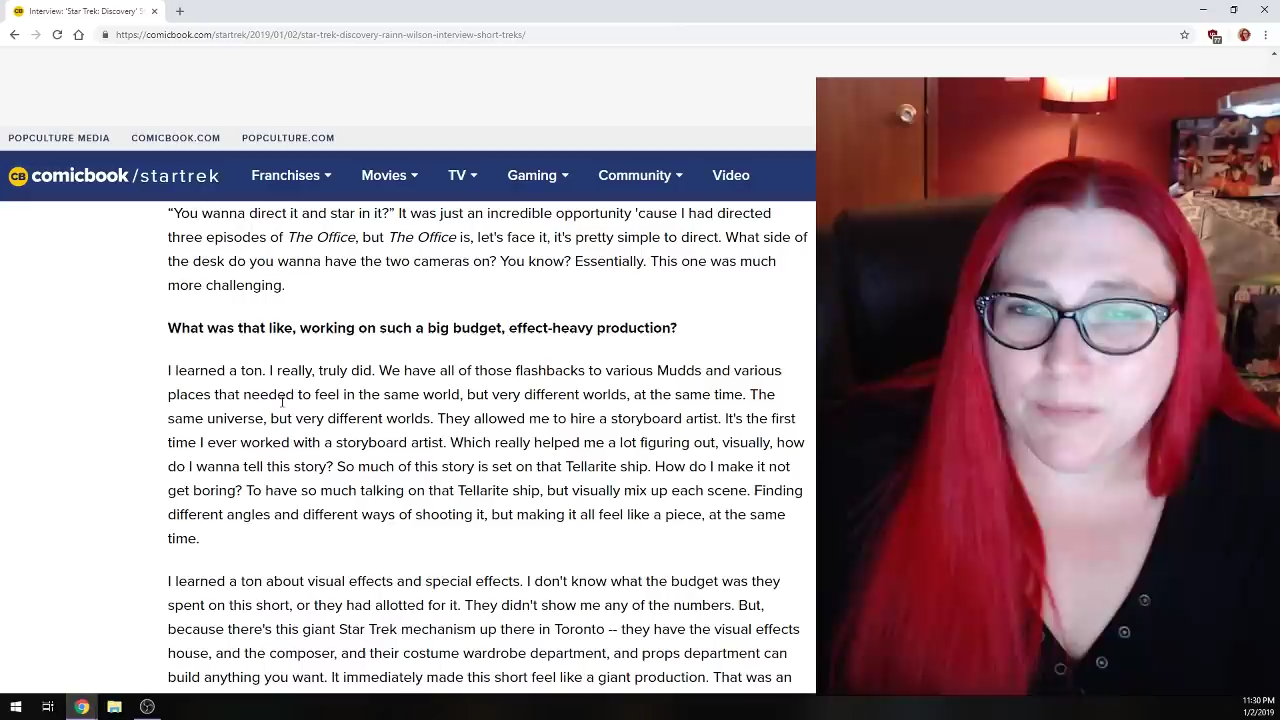 Interview: 'Star Trek: Discovery' S
https://comicbook.com/startrek/2019/01/02/star-trek-discovery-rainn-wilson-interview-short-treks/
POPCULTURE MEDIA COMICBOOK.COM POPCULTURE.COM
CB comicbook/startrek Franchises Movies TV Gaming Community Video
“You wanna direct it and star in it?” It was just an incredible opportunity 'cause I had directed
three episodes of The Office, but The Office is, let's face it, it's pretty simple to direct. What side of
the desk do you wanna have the two cameras on? You know? Essentially. This one was much
more challenging.
What was that like, working on such a big budget, effect-heavy production?
I learned a ton. I really, truly did. We have all of those flashbacks to various Mudds and various
places that needed to feel in the same world, but very different worlds, at the same time. The
same universe, but very different worlds. They allowed me to hire a storyboard artist. It's the first
time I ever worked with a storyboard artist. Which really helped me a lot figuring out, visually, how
do I wanna tell this story? So much of this story is set on that Tellarite ship. How do I make it not
get boring? To have so much talking on that Tellarite ship, but visually mix up each scene. Finding
different angles and different ways of shooting it, but making it all feel like a piece, at the same
time.
I learned a ton about visual effects and special effects. I don't know what the budget was they
spent on this short, or they had allotted for it. They didn't show me any of the numbers. But,
because there's this giant Star Trek mechanism up there in Toronto -- they have the visual effects
house, and the composer, and their costume wardrobe department, and props department can
build anything you want. It immediately made this short feel like a giant production. That was an
11:30 PM
1/2/2019